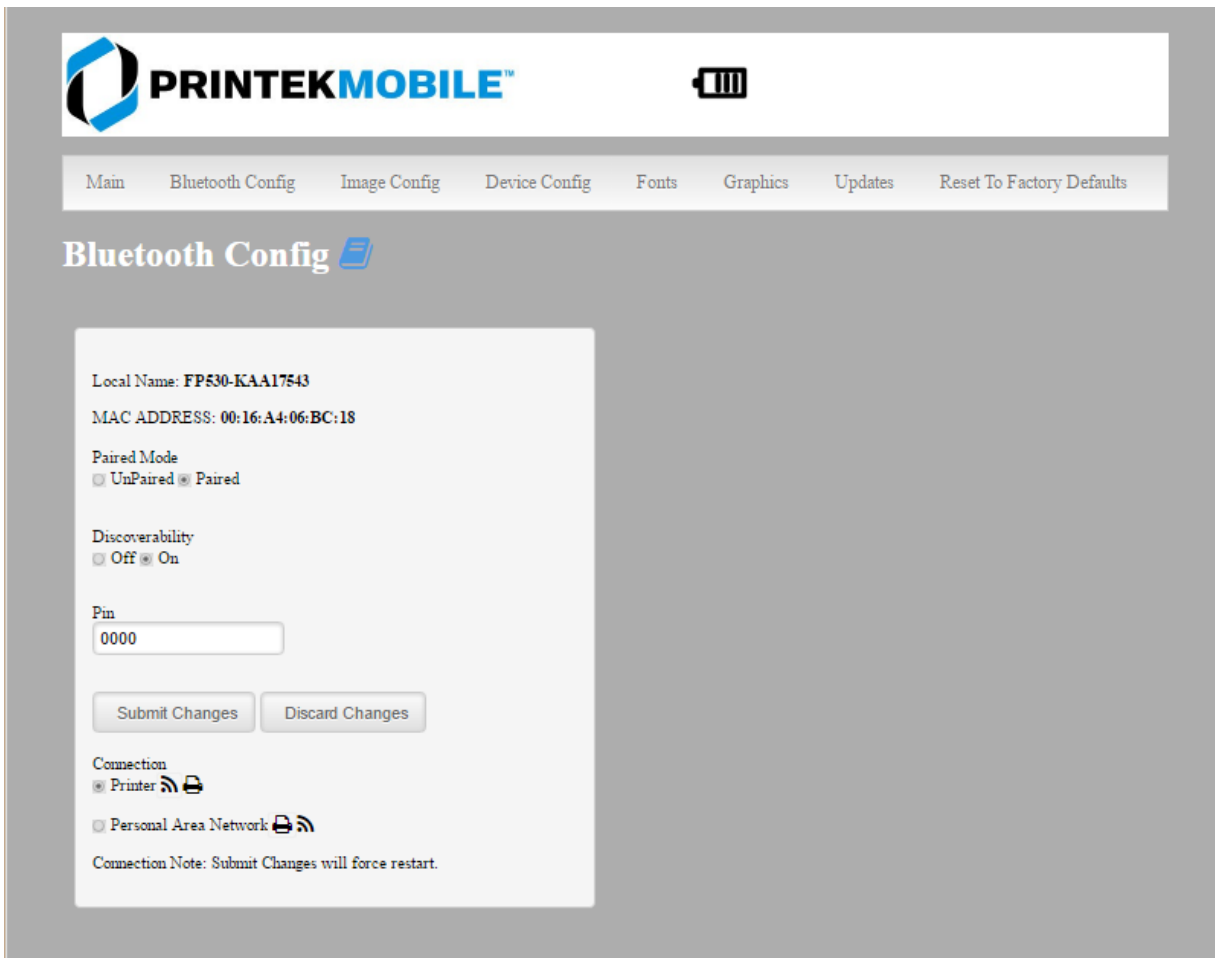 PRINTEKMOBILE™
Main Bluetooth Config Image Config Device Config Fonts Graphics Updates Reset To Factory Defaults
Bluetooth Config
Local Name: FP530-KAA17543
MAC ADDRESS: 00:16:A4:06:BC:18
Paired Mode
UnPaired Paired
Discoverability
Off On
Pin
0000
Submit Changes Discard Changes
Connection
Printer
Personal Area Network
Connection Note: Submit Changes will force restart.